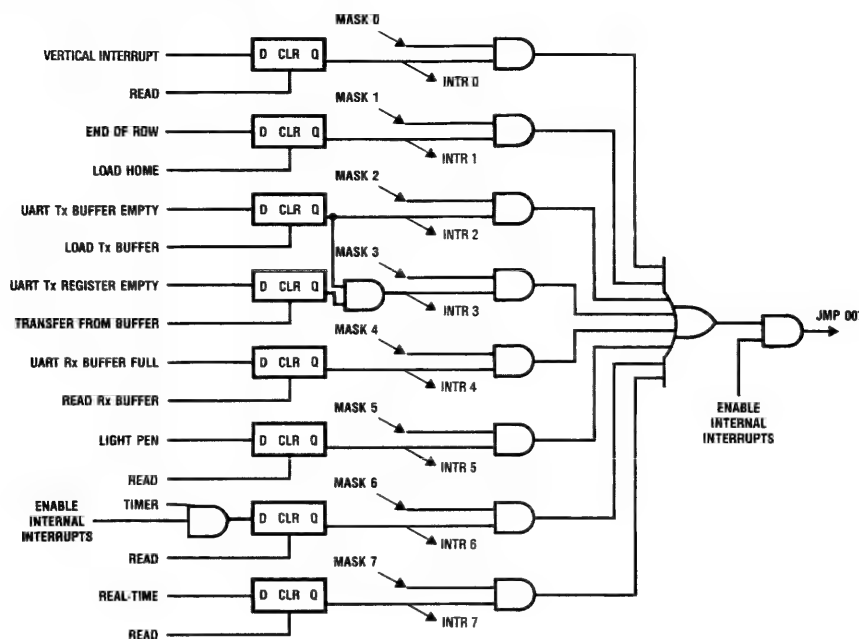 MASK 0
VERTICAL INTERRUPT
D CLR Q
INTR 0
READ
MASK 1
END OF ROW
D CLR Q
INTR 1
LOAD HOME
MASK 2
UART Tx BUFFER EMPTY
D CLR Q
INTR 2
LOAD Tx BUFFER
MASK 3
UART Tx REGISTER EMPTY
D CLR Q
INTR 3
TRANSFER FROM BUFFER
JMP 007
MASK 4
UART Rx BUFFER FULL
D CLR Q
INTR 4
READ Rx BUFFER
ENABLE
INTERNAL
INTERRUPTS
MASK 5
LIGHT PEN
D CLR Q
INTR 5
READ
MASK 6
TIMER
ENABLE
INTERNAL
INTERRUPTS
D CLR Q
INTR 6
READ
MASK 7
REAL-TIME
D CLR Q
INTR 7
READ